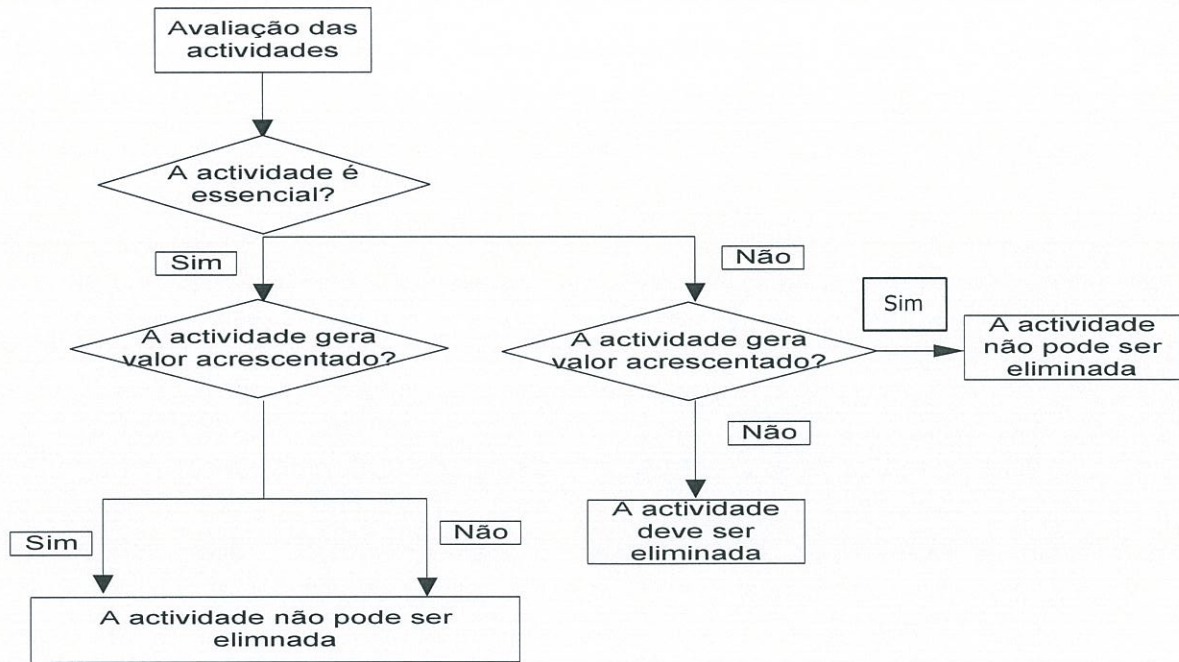 Avaliação das
actividades
A actividade é
essencial?
Sim
Não
A actividade gera
valor acrescentado?
A actividade gera
valor acrescentado?
Sim
A actividade
não pode ser
eliminada
Não
A actividade
deve ser
eliminada
Sim
Não
A actividade não pode ser
elimnada